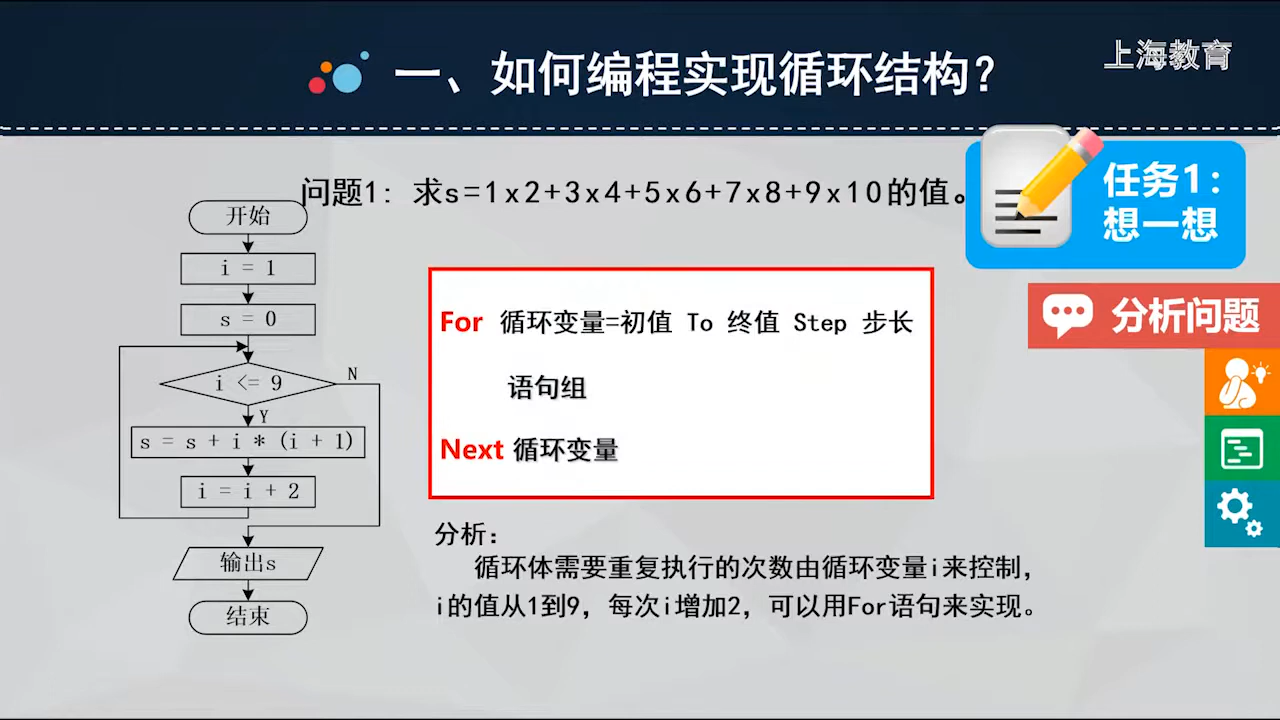 一、如何编程实现循环结构？
上海教育
问题1：求s=1x2+3x4+5x6+7x8+9x10的值。
任务1：
想一想
分析问题
开始
i = 1
s = 0
i <= 9
N
Y
s = s + i * (i + 1)
i = i + 2
输出s
结束
For 循环变量=初值 To 终值 Step 步长
语句组
Next 循环变量
分析：
循环体需要重复执行的次数由循环变量i来控制，
i的值从1到9，每次i增加2，可以用For语句来实现。